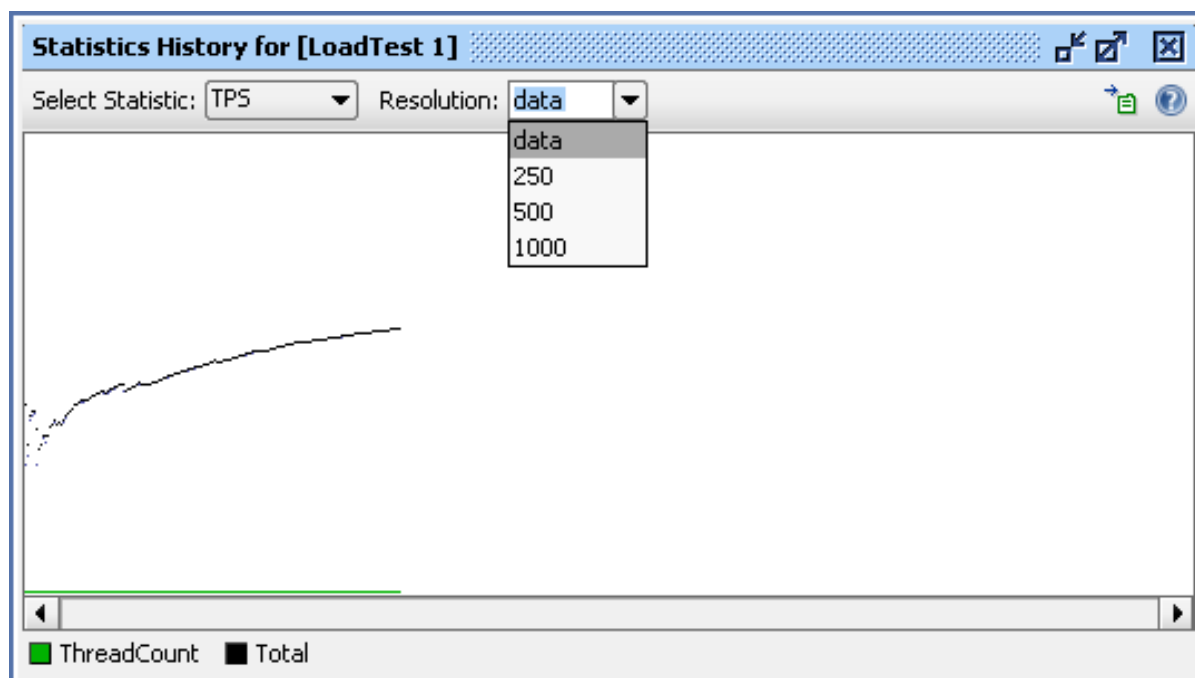 Statistics History for [LoadTest 1]
Select Statistic: TPS Resolution: data
data
250
500
1000
ThreadCount Total